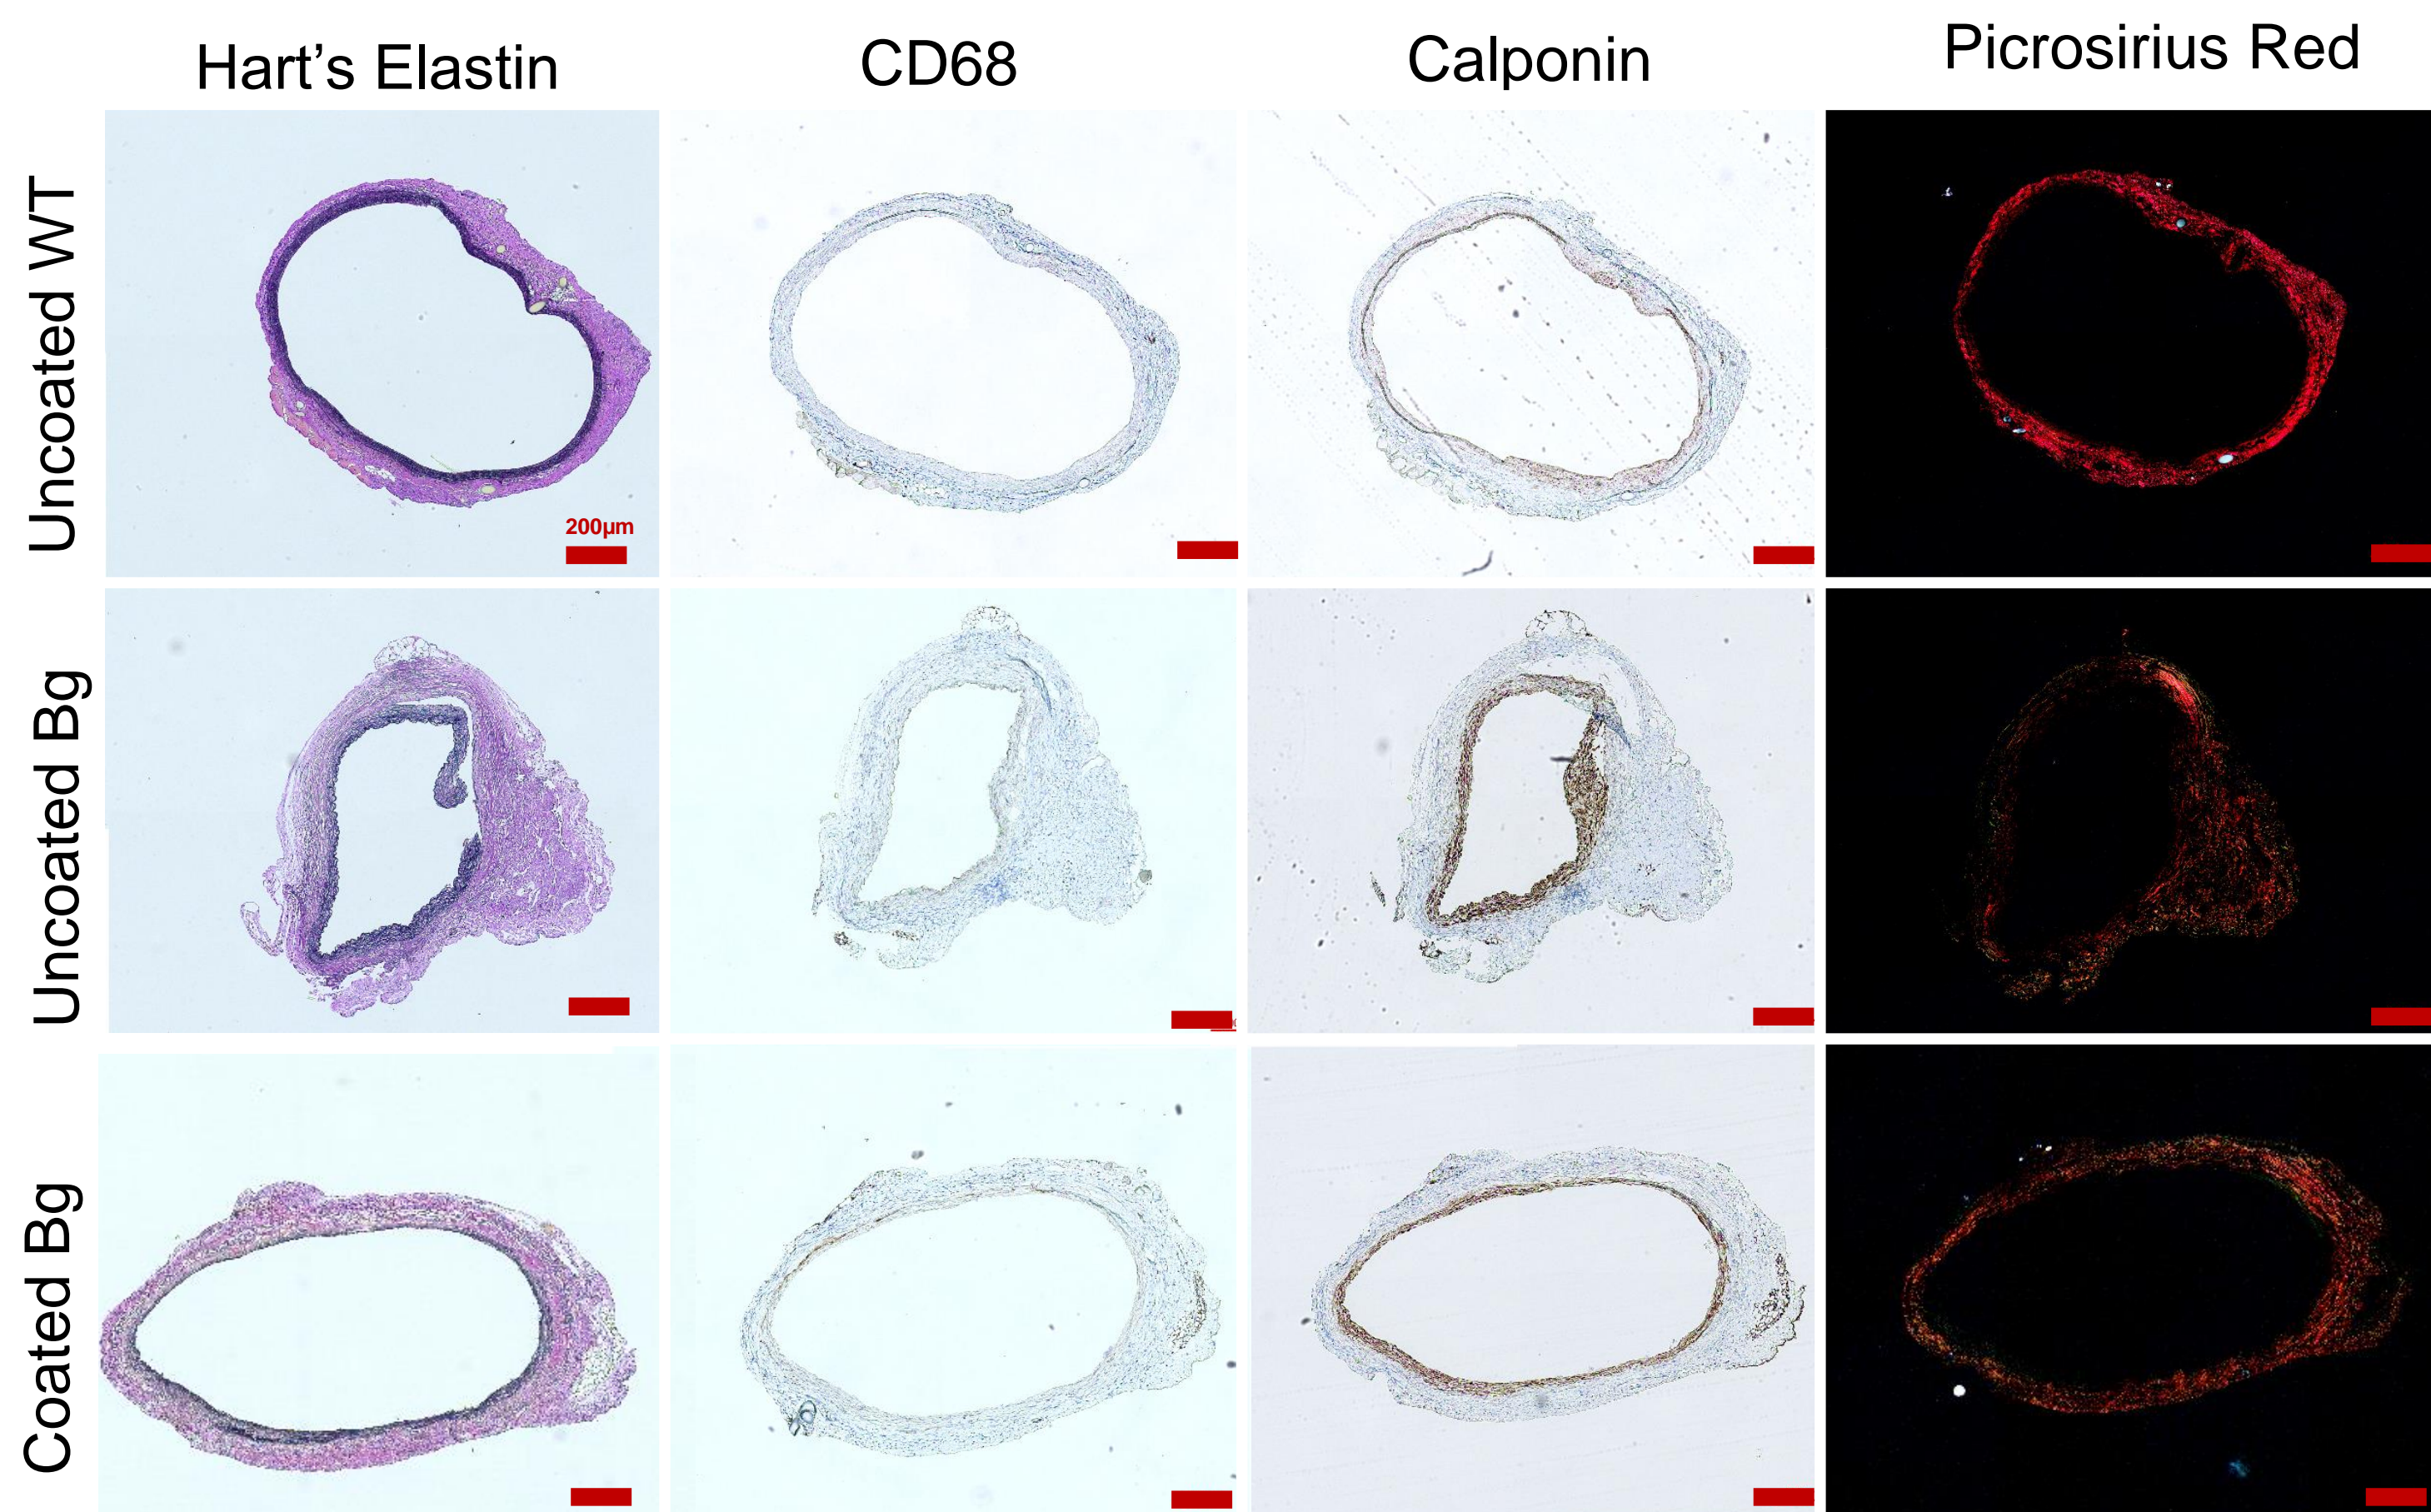 Hart's Elastin
CD68
Calponin
Picrosirius Red
Uncoated WT
200μm
Uncoated Bg
Coated Bg